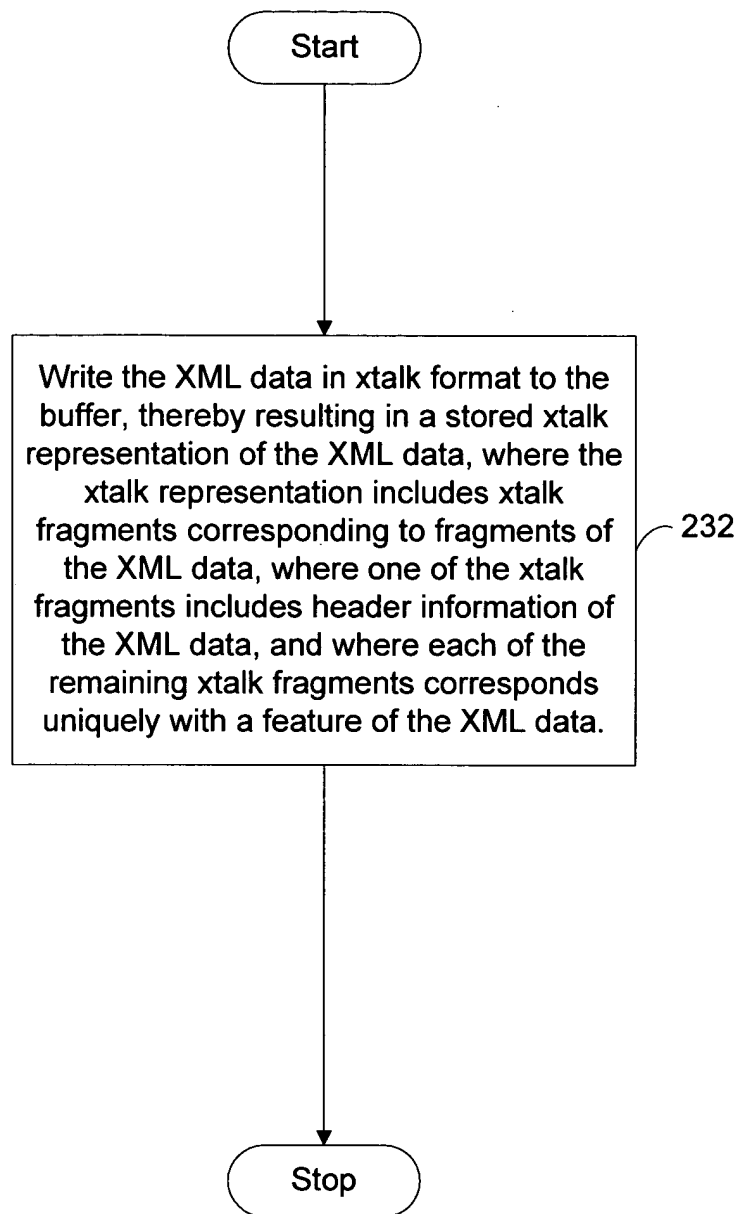 Start
Write the XML data in xtalk format to the
buffer, thereby resulting in a stored xtalk
representation of the XML data, where the
xtalk representation includes xtalk
fragments corresponding to fragments of
the XML data, where one of the xtalk
fragments includes header information of
the XML data, and where each of the
remaining xtalk fragments corresponds
uniquely with a feature of the XML data.
232
Stop